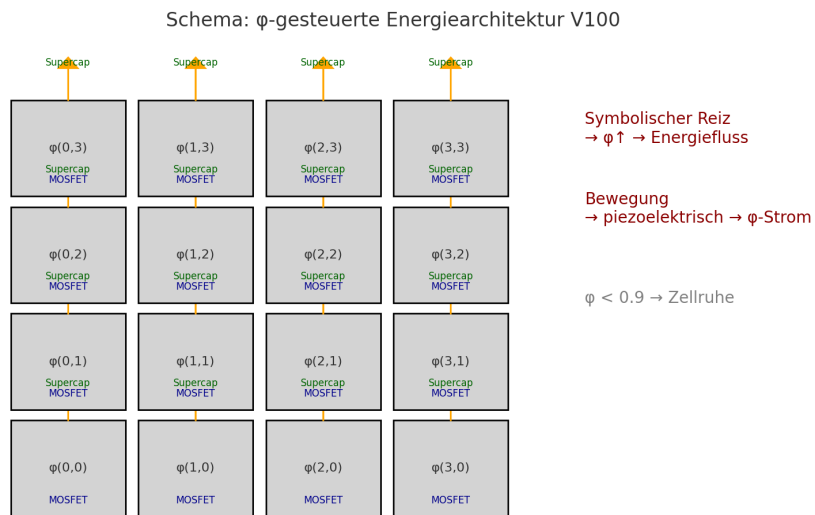 Schema: φ-gesteuerte Energiearchitektur V100
Supercap Supercap Supercap Supercap
φ(0,3) φ(1,3) φ(2,3) φ(3,3)
Supercap Supercap Supercap Supercap
MOSFET MOSFET MOSFET MOSFET
φ(0,2) φ(1,2) φ(2,2) φ(3,2)
Supercap Supercap Supercap Supercap
MOSFET MOSFET MOSFET MOSFET
φ(0,1) φ(1,1) φ(2,1) φ(3,1)
Supercap Supercap Supercap Supercap
MOSFET MOSFET MOSFET MOSFET
φ(0,0) φ(1,0) φ(2,0) φ(3,0)
MOSFET MOSFET MOSFET MOSFET
Symbolischer Reiz
→ φ↑ → Energiefluss
Bewegung
→ piezoelektrisch → φ-Strom
φ < 0.9 → Zellruhe